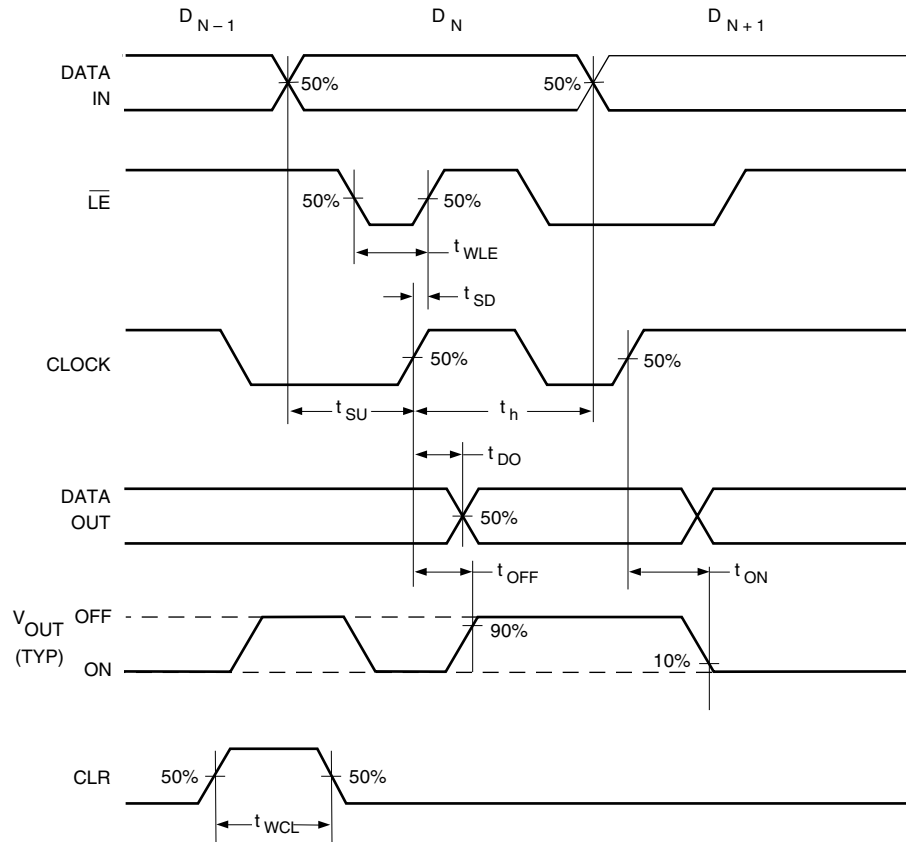 D N – 1 D N D N + 1
DATA IN
50% 50%
LE
50% 50%
t WLE
t SD
CLOCK
50% 50%
t SU t h
t DO
DATA OUT
50%
t OFF t ON
V OUT (TYP)
OFF
90%
10%
ON
CLR
50% 50%
t WCL